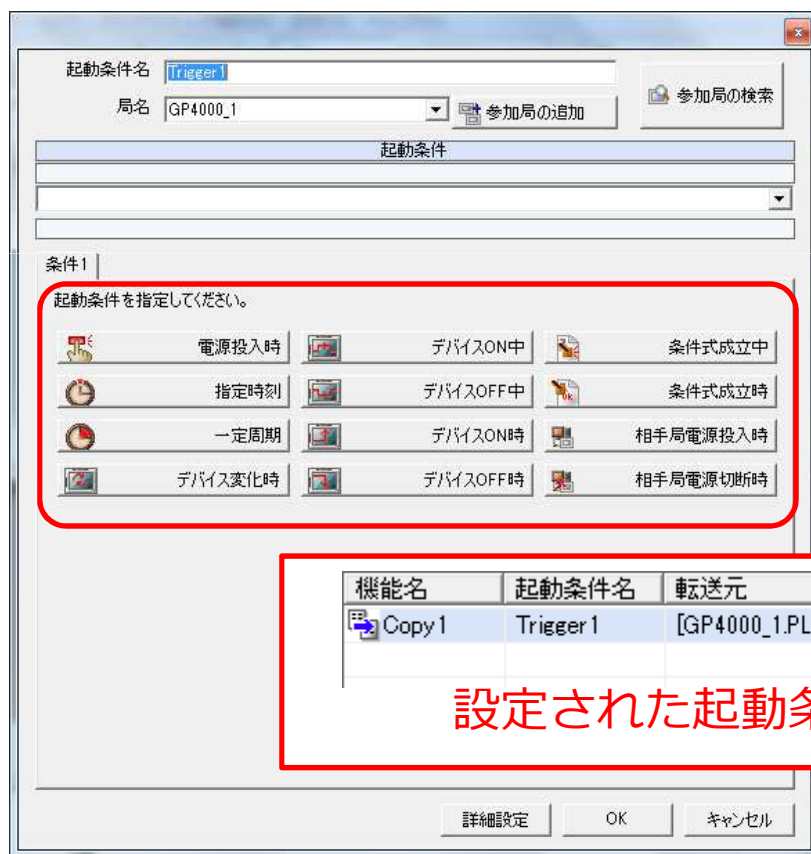 起動条件名 Trigger1
局名 GP4000_1 参加局の追加 参加局の検索
起動条件
条件1
起動条件を指定してください。
電源投入時 デバイスON中 条件式成立中
指定時刻 デバイスOFF中 条件式成立時
一定周期 デバイスON時 相手局電源投入時
デバイス変化時 デバイスOFF時 相手局電源切断時
機能名 起動条件名 転送元
Copy1 Trigger1 [GP4000_1.PL
設定された起動条
詳細設定 OK キャンセル